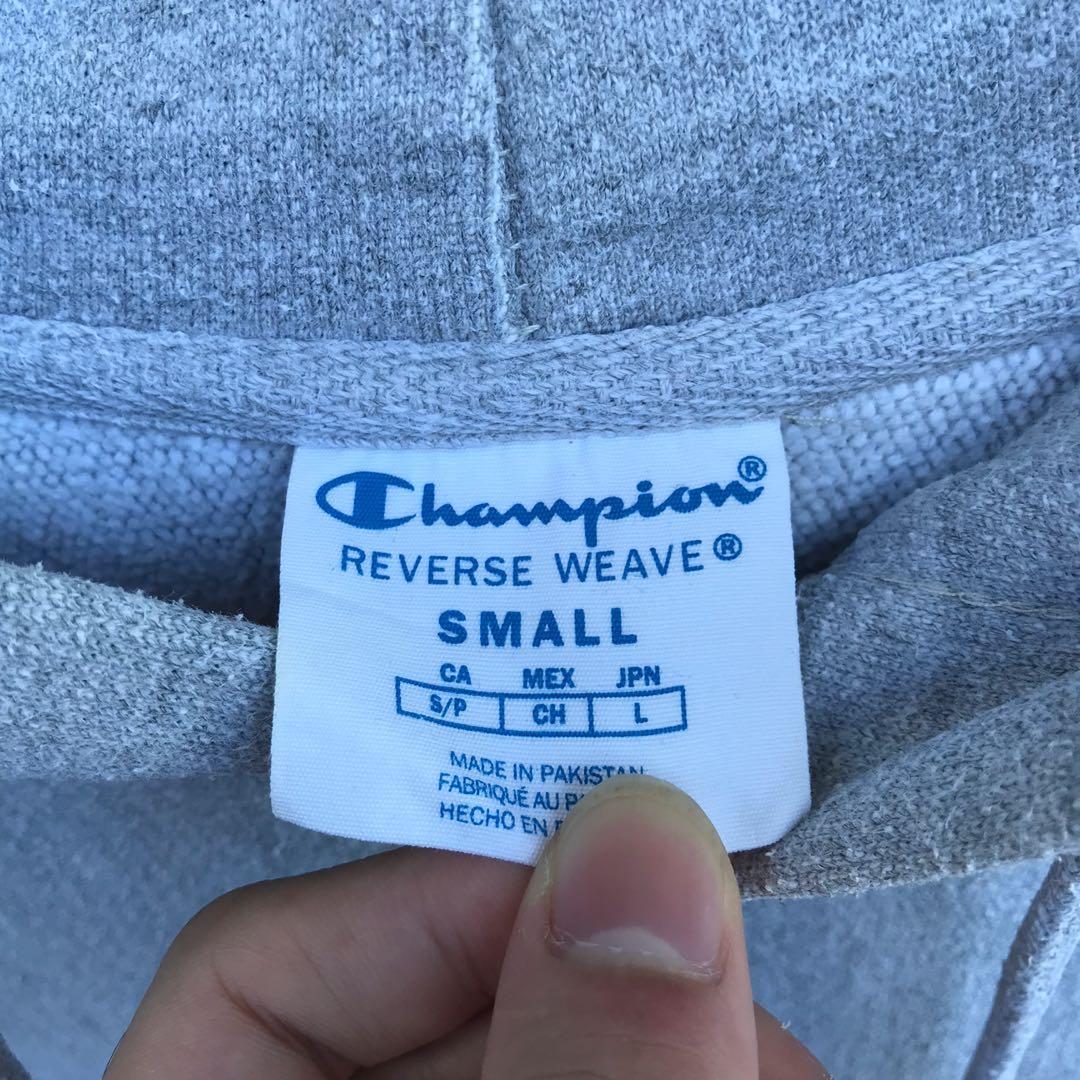 Champion®
REVERSE WEAVE®
SMALL
CA MEX JPN
S/P CH L
MADE IN PAKISTAN
FABRIQUÉ AU
HECHO EN